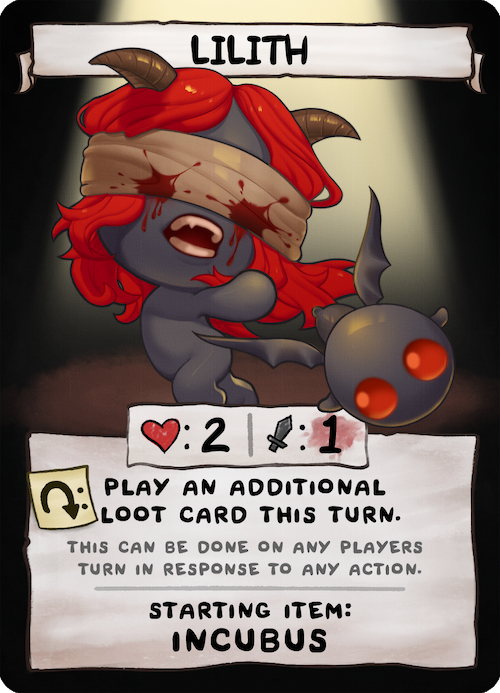 LILITH
: 2 | : 1
: PLAY AN ADDITIONAL
LOOT CARD THIS TURN.
THIS CAN BE DONE ON ANY PLAYERS
TURN IN RESPONSE TO ANY ACTION.
STARTING ITEM:
INCUBUS